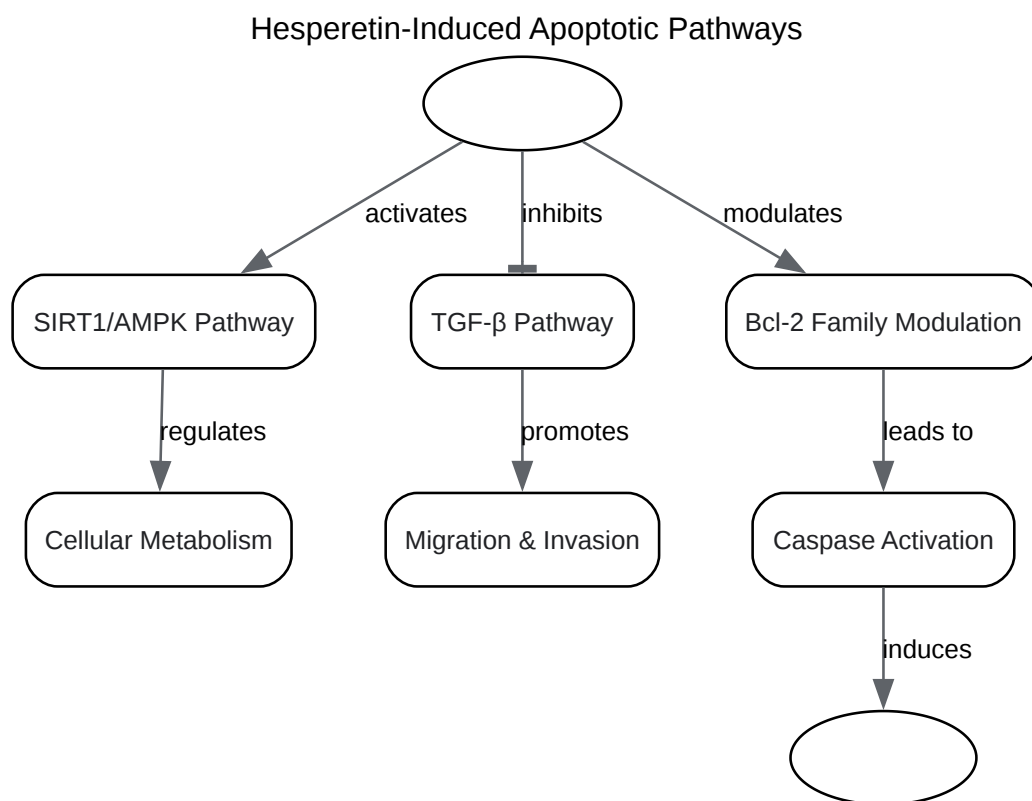 Hesperetin-Induced Apoptotic Pathways
activates
inhibits
modulates
SIRT1/AMPK Pathway
TGF-β Pathway
Bcl-2 Family Modulation
regulates
promotes
leads to
Cellular Metabolism
Migration & Invasion
Caspase Activation
induces